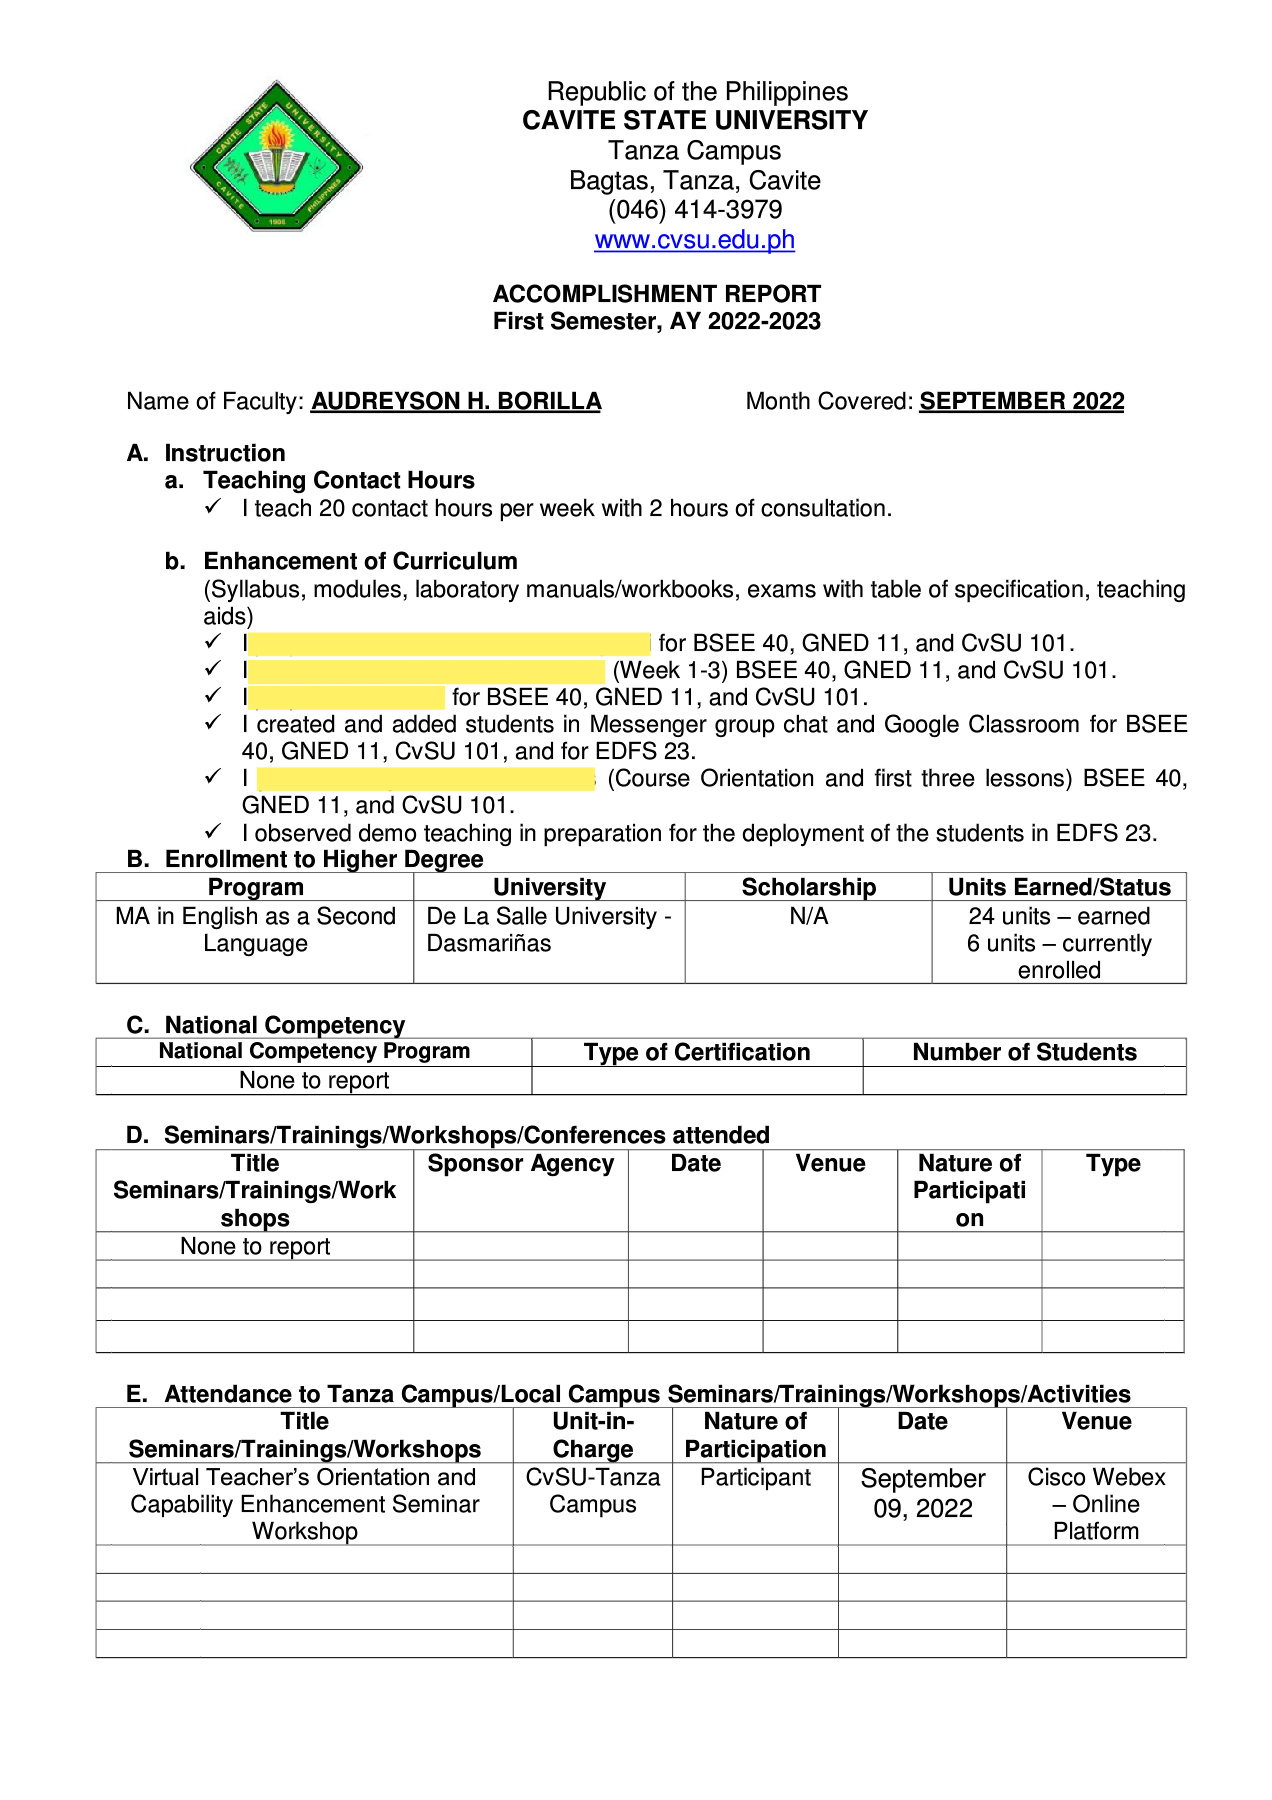 CAVITE STATE UNIVERSITY
CAVITE PHILIPPINES
1906
Republic of the Philippines
CAVITE STATE UNIVERSITY
Tanza Campus
Bagtas, Tanza, Cavite
(046) 414-3979
www.cvsu.edu.ph
ACCOMPLISHMENT REPORT
First Semester, AY 2022-2023
Name of Faculty: AUDREYSON H. BORILLA Month Covered: SEPTEMBER 2022
A. Instruction
a. Teaching Contact Hours
✓ I teach 20 contact hours per week with 2 hours of consultation.
b. Enhancement of Curriculum
(Syllabus, modules, laboratory manuals/workbooks, exams with table of specification, teaching
aids)
✓ I for BSEE 40, GNED 11, and CvSU 101.
✓ I (Week 1-3) BSEE 40, GNED 11, and CvSU 101.
✓ I for BSEE 40, GNED 11, and CvSU 101.
✓ I created and added students in Messenger group chat and Google Classroom for BSEE
40, GNED 11, CvSU 101, and for EDFS 23.
✓ I (Course Orientation and first three lessons) BSEE 40,
GNED 11, and CvSU 101.
✓ I observed demo teaching in preparation for the deployment of the students in EDFS 23.
B. Enrollment to Higher Degree
Program University Scholarship Units Earned/Status
MA in English as a Second De La Salle University - N/A 24 units – earned
Language Dasmariñas 6 units – currently
enrolled
C. National Competency
National Competency Program Type of Certification Number of Students
None to report
D. Seminars/Trainings/Workshops/Conferences attended
Title Sponsor Agency Date Venue Nature of Type
Seminars/Trainings/Work Participati
shops on
None to report
E. Attendance to Tanza Campus/Local Campus Seminars/Trainings/Workshops/Activities
Title Unit-in- Nature of Date Venue
Seminars/Trainings/Workshops Charge Participation
Virtual Teacher's Orientation and CvSU-Tanza Participant September Cisco Webex
Capability Enhancement Seminar Campus 09, 2022 – Online
Workshop Platform